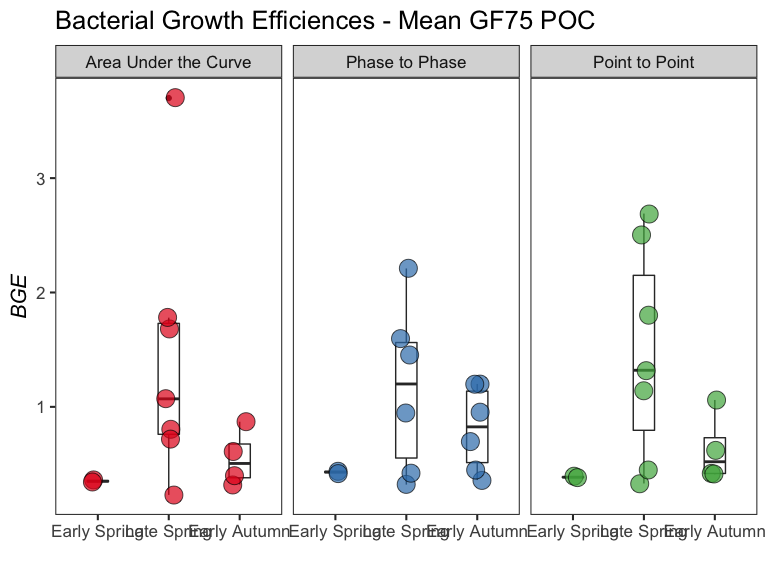 Bacterial Growth Efficiences - Mean GF75 POC
Area Under the Curve
Phase to Phase
Point to Point
BGE
3
2
1
Early Spring
Late Spring
Early Autumn
Early Spring
Late Spring
Early Autumn
Early Spring
Late Spring
Early Autumn